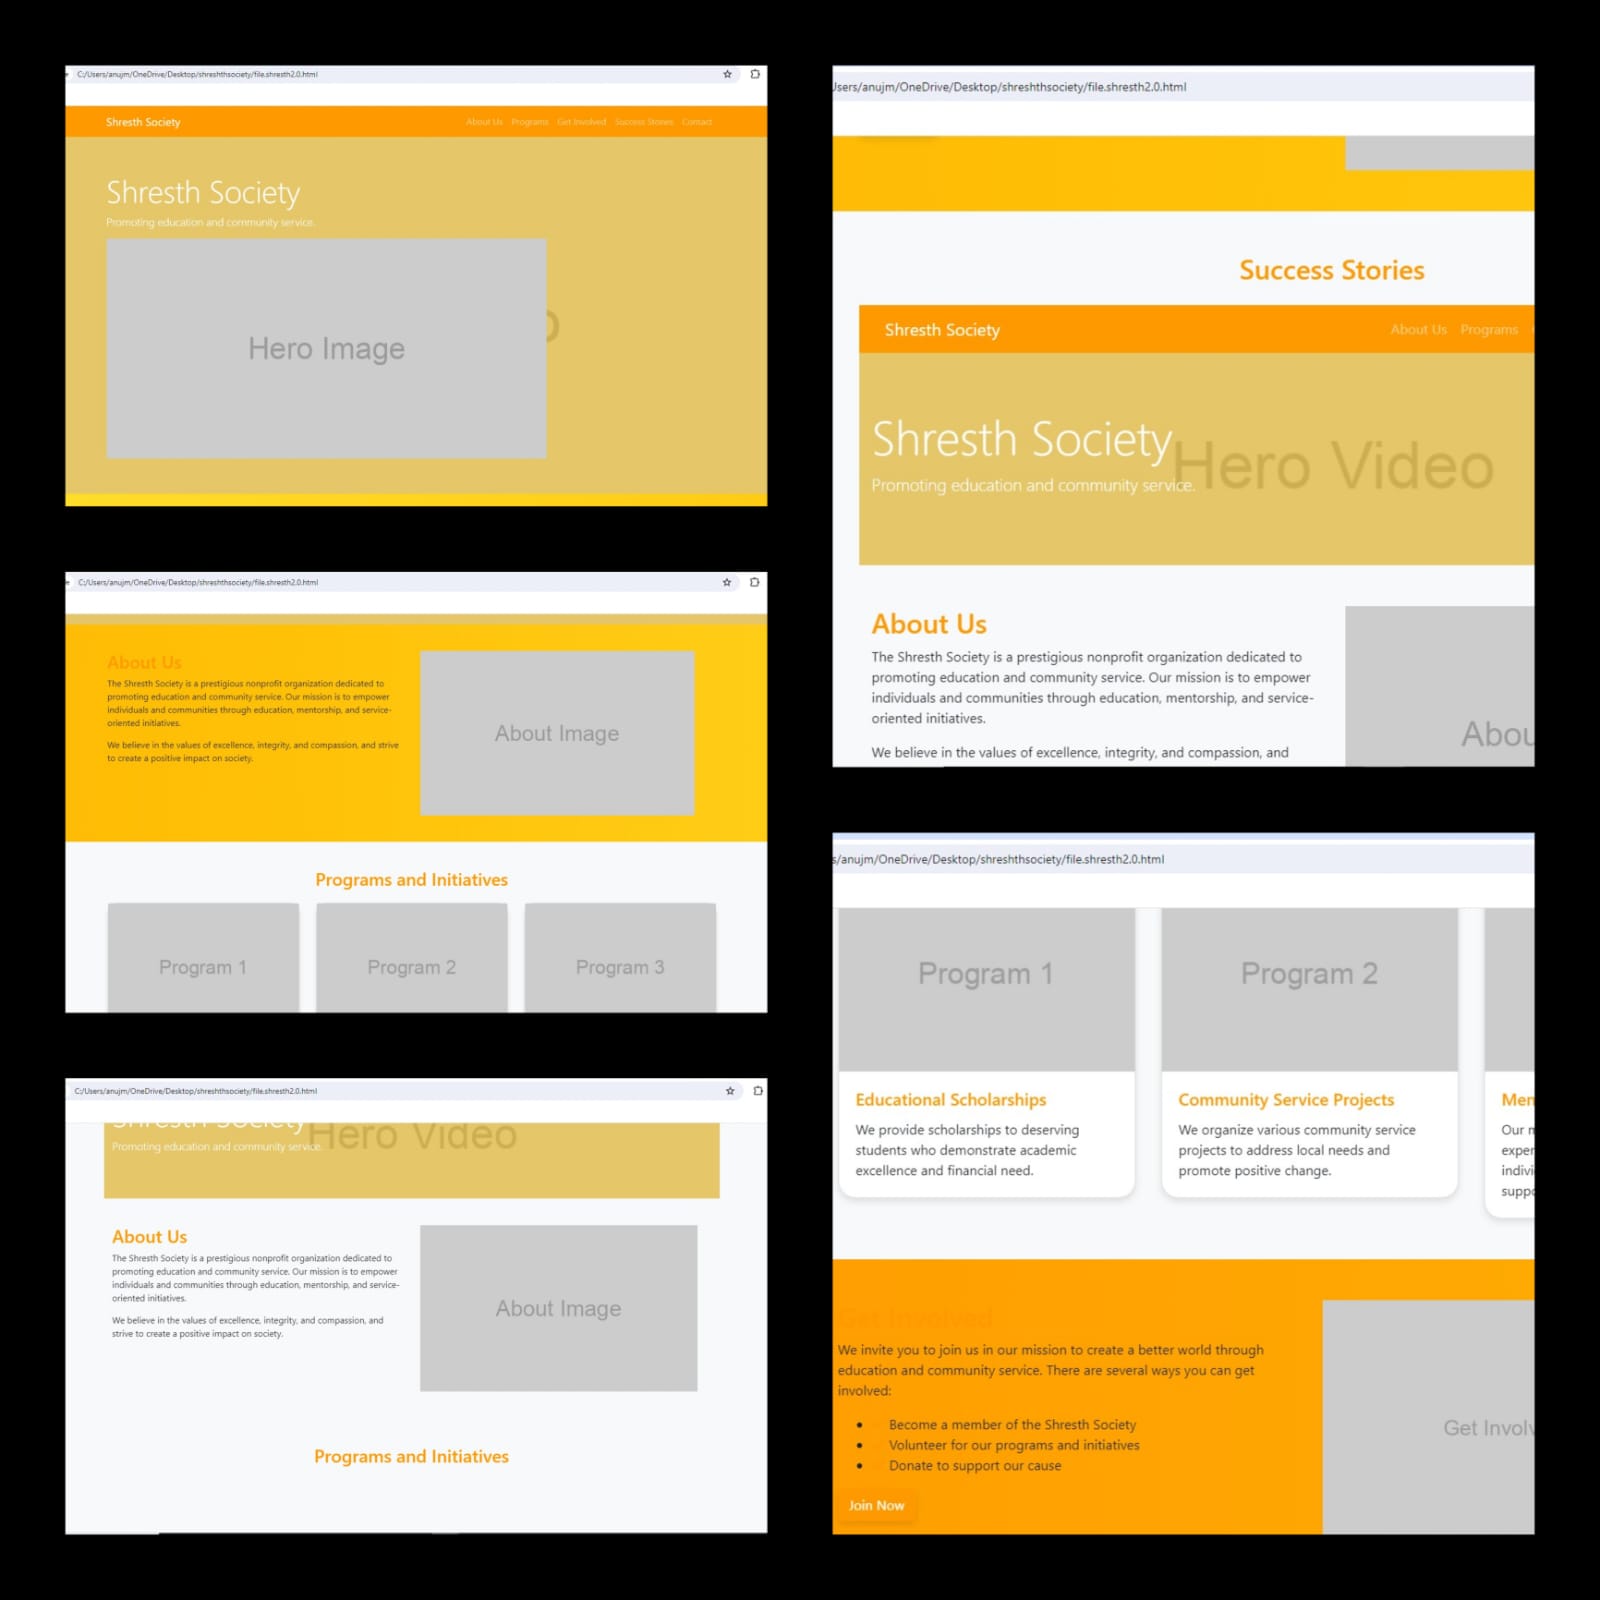 C:/Users/anujm/OneDrive/Desktop/shreshthsociety/file.shresth2.0.html
Shresth Society
About Us Programs Get Involved Success Stories Contact
Shresth Society
Promoting education and community service.
Hero Image
C:/Users/anujm/OneDrive/Desktop/shreshthsociety/file.shresth2.0.html
About Us
The Shresth Society is a prestigious nonprofit organization dedicated to
promoting education and community service. Our mission is to empower
individuals and communities through education, mentorship, and service-
oriented initiatives.
We believe in the values of excellence, integrity, and compassion, and strive
to create a positive impact on society.
About Image
Programs and Initiatives
Program 1
Program 2
Program 3
C:/Users/anujm/OneDrive/Desktop/shreshthsociety/file.shresth2.0.html
Shresth Society
Hero Video
Promoting education and community service.
About Us
The Shresth Society is a prestigious nonprofit organization dedicated to
promoting education and community service. Our mission is to empower
individuals and communities through education, mentorship, and service-
oriented initiatives.
We believe in the values of excellence, integrity, and compassion, and
strive to create a positive impact on society.
About Image
Programs and Initiatives
Users/anujm/OneDrive/Desktop/shreshthsociety/file.shresth2.0.html
Success Stories
Shresth Society
About Us Programs
Shresth Society
Hero Video
Promoting education and community service.
About Us
The Shresth Society is a prestigious nonprofit organization dedicated to
promoting education and community service. Our mission is to empower
individuals and communities through education, mentorship, and service-
oriented initiatives.
We believe in the values of excellence, integrity, and compassion, and
Abou
s/anujm/OneDrive/Desktop/shreshthsociety/file.shresth2.0.html
Program 1
Program 2
Educational Scholarships
We provide scholarships to deserving
students who demonstrate academic
excellence and financial need.
Community Service Projects
We organize various community service
projects to address local needs and
promote positive change.
Men
Our m
exper
indivi
suppo
Get Involved
We invite you to join us in our mission to create a better world through
education and community service. There are several ways you can get
involved:
• Become a member of the Shresth Society
• Volunteer for our programs and initiatives
• Donate to support our cause
Join Now
Get Involv